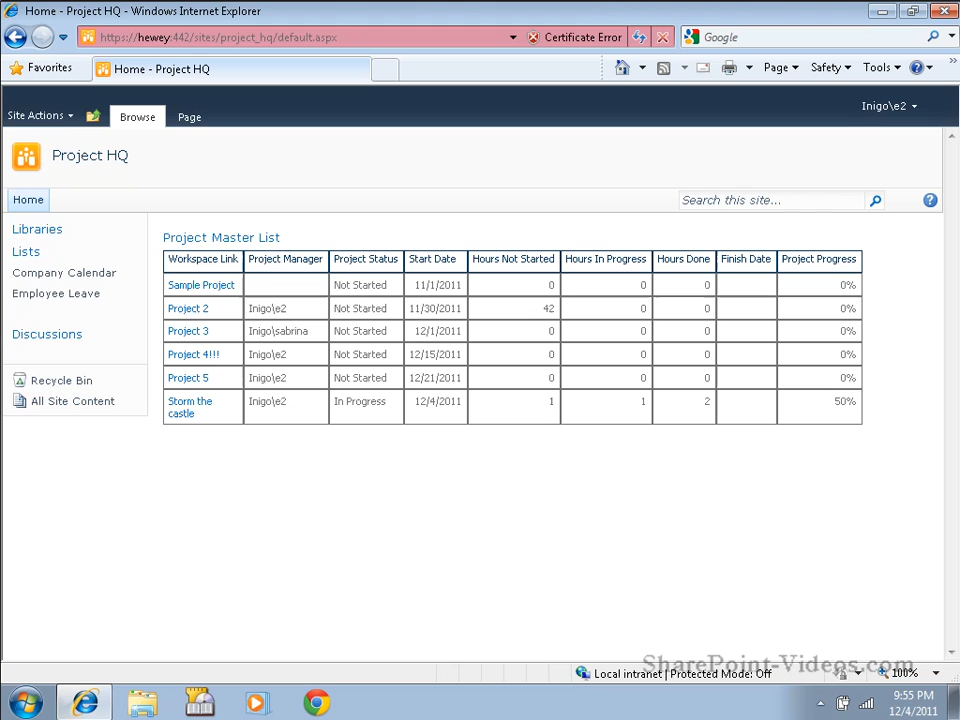 Home - Project HQ - Windows Internet Explorer
https://hewey:442/sites/project_hq/default.aspx
Certificate Error
Google
Favorites
Home - Project HQ
Page
Safety
Tools
»
Site Actions
Browse
Page
Inigo\e2
Project HQ
Home
Search this site...
Libraries
Lists
Company Calendar
Employee Leave
Discussions
Recycle Bin
All Site Content
Project Master List
Workspace Link Project Manager Project Status Start Date Hours Not Started Hours In Progress Hours Done Finish Date Project Progress
Sample Project Not Started 11/1/2011 0 0 0 0%
Project 2 Inigo\e2 Not Started 11/30/2011 42 0 0 0%
Project 3 Inigo\sabrina Not Started 12/1/2011 0 0 0 0%
Project 4!!! Inigo\e2 Not Started 12/15/2011 0 0 0 0%
Project 5 Inigo\e2 Not Started 12/21/2011 0 0 0 0%
Storm the Inigo\e2 In Progress 12/4/2011 1 1 2 50%
castle
SharePoint-Videos.com
Local intranet | Protected Mode: Off
100%
9:55 PM
12/4/2011